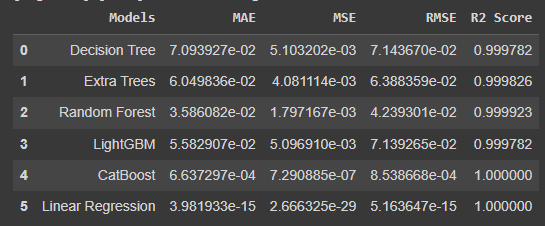 Models MAE MSE RMSE R2 Score
0 Decision Tree 7.093927e-02 5.103202e-03 7.143670e-02 0.999782
1 Extra Trees 6.049836e-02 4.081114e-03 6.388359e-02 0.999826
2 Random Forest 3.586082e-02 1.797167e-03 4.239301e-02 0.999923
3 LightGBM 5.582907e-02 5.096910e-03 7.139265e-02 0.999782
4 CatBoost 6.637297e-04 7.290885e-07 8.538668e-04 1.000000
5 Linear Regression 3.981933e-15 2.666325e-29 5.163647e-15 1.000000